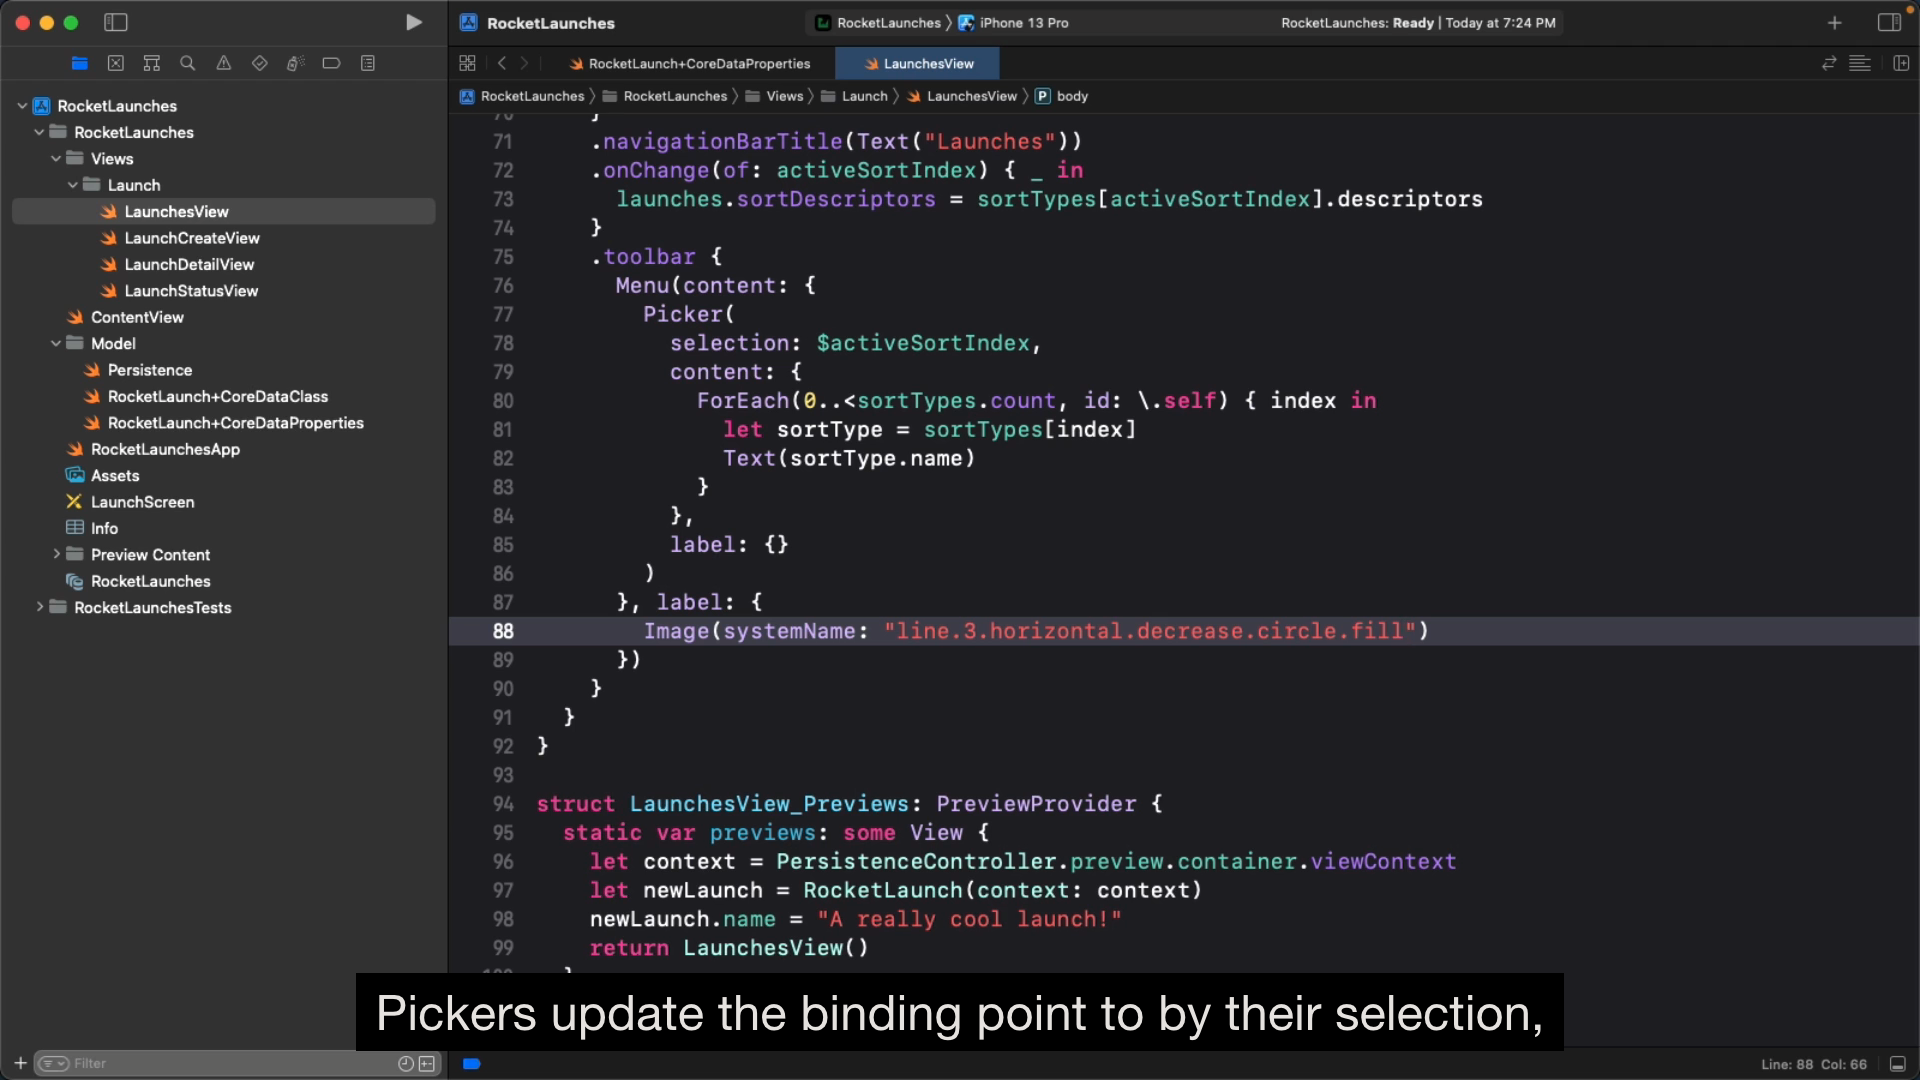 RocketLaunches
RocketLaunches
iPhone 13 Pro
RocketLaunches: Ready | Today at 7:24 PM
RocketLaunch+CoreDataProperties
LaunchesView
RocketLaunches
RocketLaunches
Views
Launch
LaunchesView
P
body
RocketLaunches
RocketLaunches
Views
Launch
LaunchesView
LaunchCreateView
LaunchDetailView
LaunchStatusView
ContentView
Model
Persistence
RocketLaunch+CoreDataClass
RocketLaunch+CoreDataProperties
RocketLaunchesApp
Assets
LaunchScreen
Info
Preview Content
RocketLaunches
RocketLaunchesTests
70 }
71 .navigationBarTitle(Text("Launches"))
72 .onChange(of: activeSortIndex) { _ in
73 launches.sortDescriptors = sortTypes[activeSortIndex].descriptors
74 }
75 .toolbar {
76 Menu(content: {
77 Picker(
78 selection: $activeSortIndex,
79 content: {
80 ForEach(0..<sortTypes.count, id: \.self) { index in
81 let sortType = sortTypes[index]
82 Text(sortType.name)
83 }
84 },
85 label: {}
86 )
87 }, label: {
88 Image(systemName: "line.3.horizontal.decrease.circle.fill")
89 })
90 }
91 }
92 }
93
94 struct LaunchesView_Previews: PreviewProvider {
95 static var previews: some View {
96 let context = PersistenceController.preview.container.viewContext
97 let newLaunch = RocketLaunch(context: context)
98 newLaunch.name = "A really cool launch!"
99 return LaunchesView()
Pickers update the binding point to by their selection,
Filter
Line: 88 Col: 66